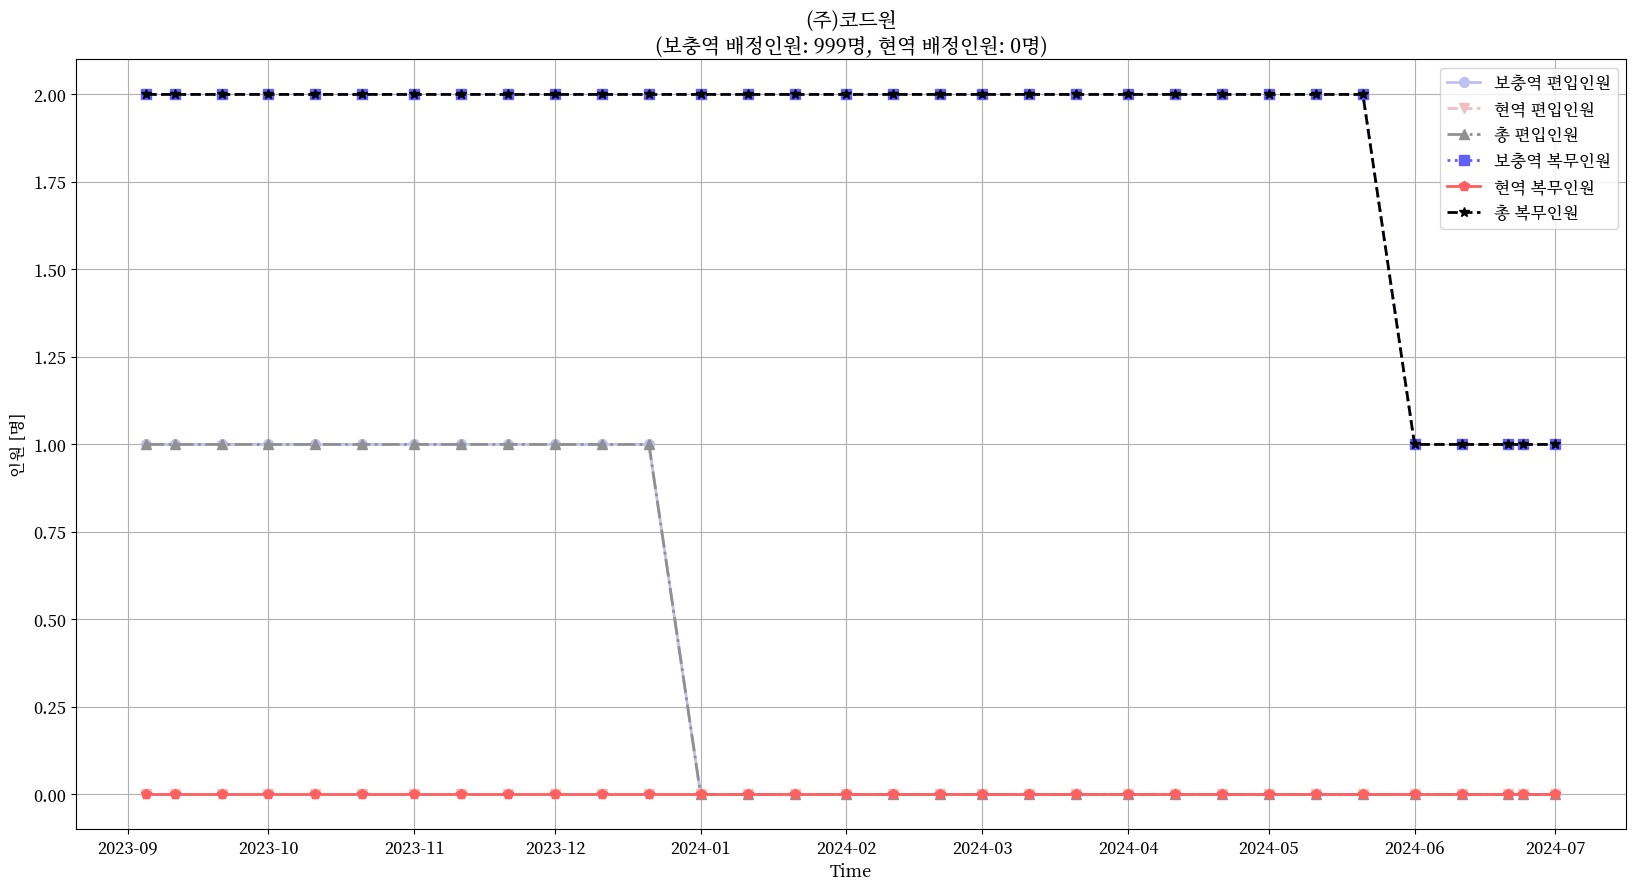 (주)코드원
(보충역 배정인원: 999명, 현역 배정인원: 0명)
보충역 편입인원
현역 편입인원
총 편입인원
보충역 복무인원
현역 복무인원
총 복무인원
인원 [명]
2.00
1.75
1.50
1.25
1.00
0.75
0.50
0.25
0.00
2023-09 2023-10 2023-11 2023-12 2024-01 2024-02 2024-03 2024-04 2024-05 2024-06 2024-07
Time